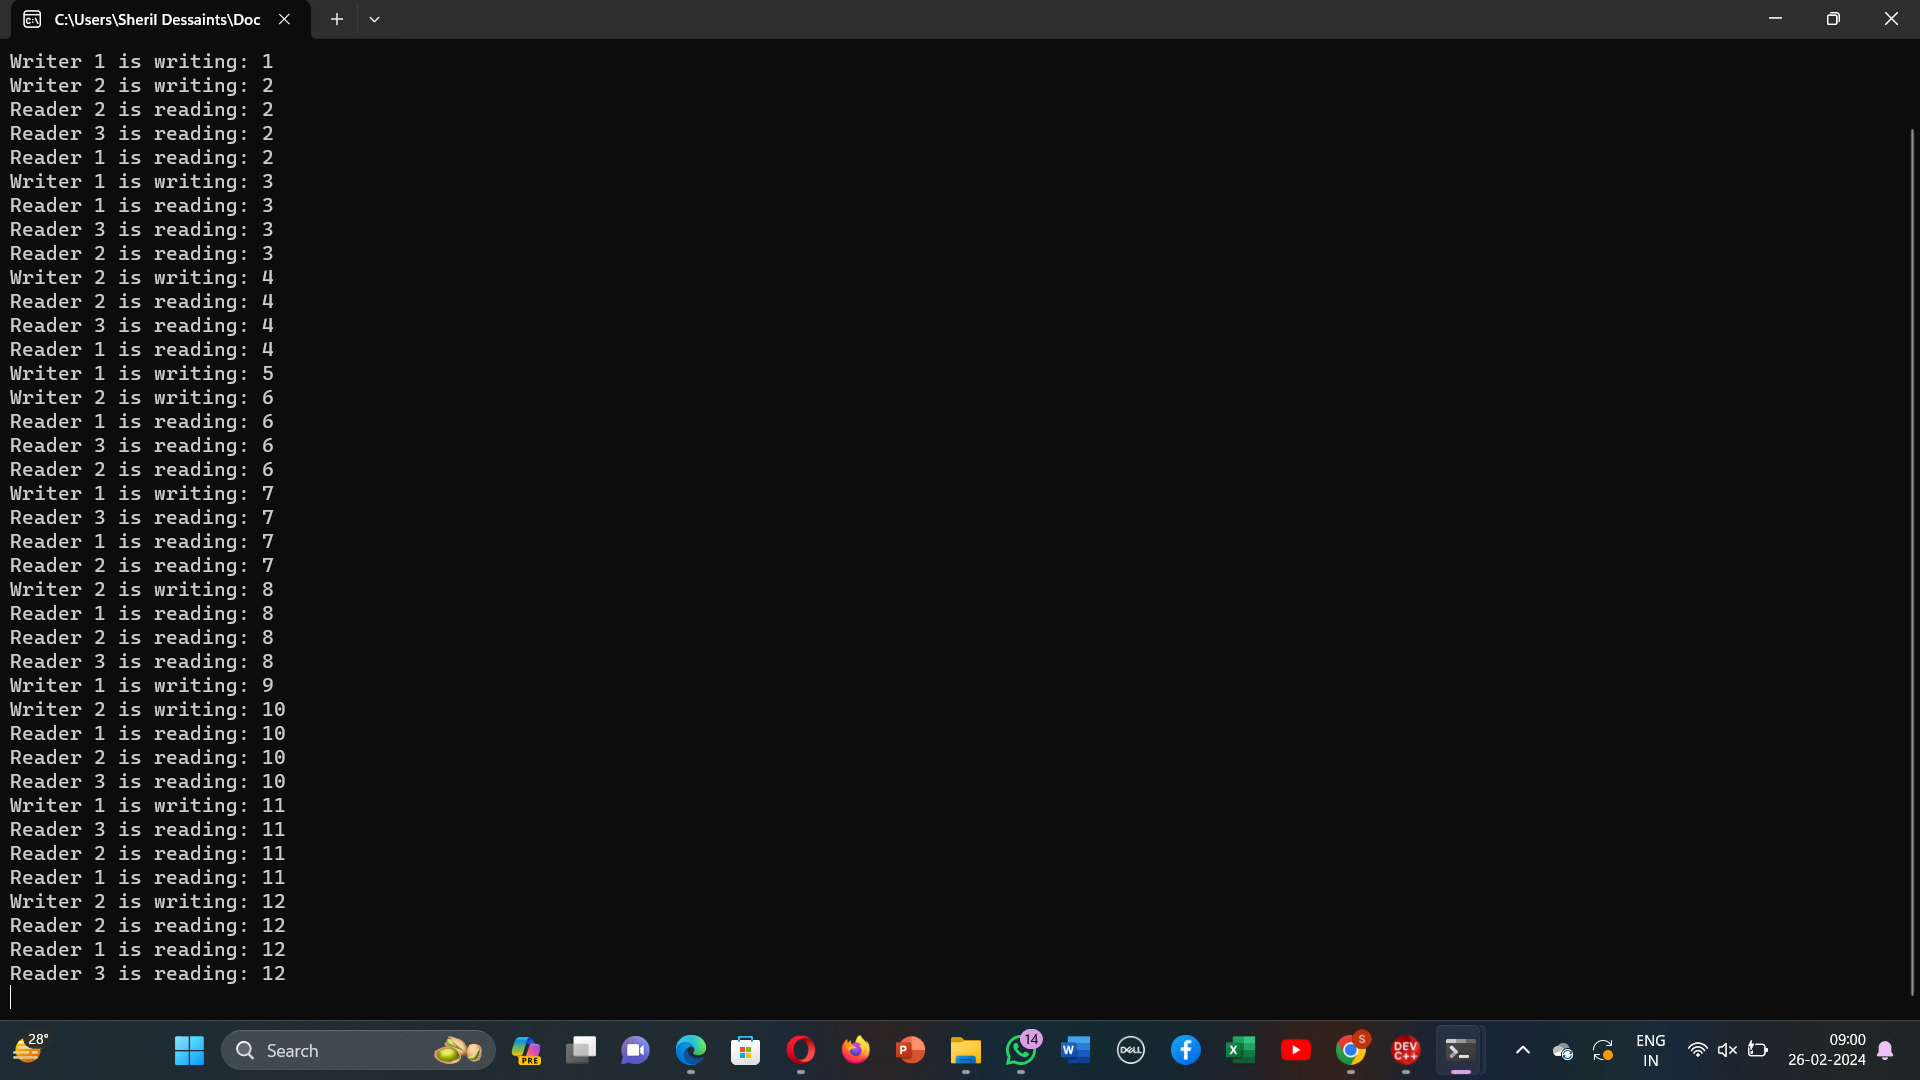 C:\Users\Sheril Dessaints\Doc
Writer 1 is writing: 1
Writer 2 is writing: 2
Reader 2 is reading: 2
Reader 3 is reading: 2
Reader 1 is reading: 2
Writer 1 is writing: 3
Reader 1 is reading: 3
Reader 3 is reading: 3
Reader 2 is reading: 3
Writer 2 is writing: 4
Reader 2 is reading: 4
Reader 3 is reading: 4
Reader 1 is reading: 4
Writer 1 is writing: 5
Writer 2 is writing: 6
Reader 1 is reading: 6
Reader 3 is reading: 6
Reader 2 is reading: 6
Writer 1 is writing: 7
Reader 3 is reading: 7
Reader 1 is reading: 7
Reader 2 is reading: 7
Writer 2 is writing: 8
Reader 1 is reading: 8
Reader 2 is reading: 8
Reader 3 is reading: 8
Writer 1 is writing: 9
Writer 2 is writing: 10
Reader 1 is reading: 10
Reader 2 is reading: 10
Reader 3 is reading: 10
Writer 1 is writing: 11
Reader 3 is reading: 11
Reader 2 is reading: 11
Reader 1 is reading: 11
Writer 2 is writing: 12
Reader 2 is reading: 12
Reader 1 is reading: 12
Reader 3 is reading: 12
28°
Search
PRE
P
14
W
DELL
X
S
DEV
C++
ENG
IN
09:00
26-02-2024